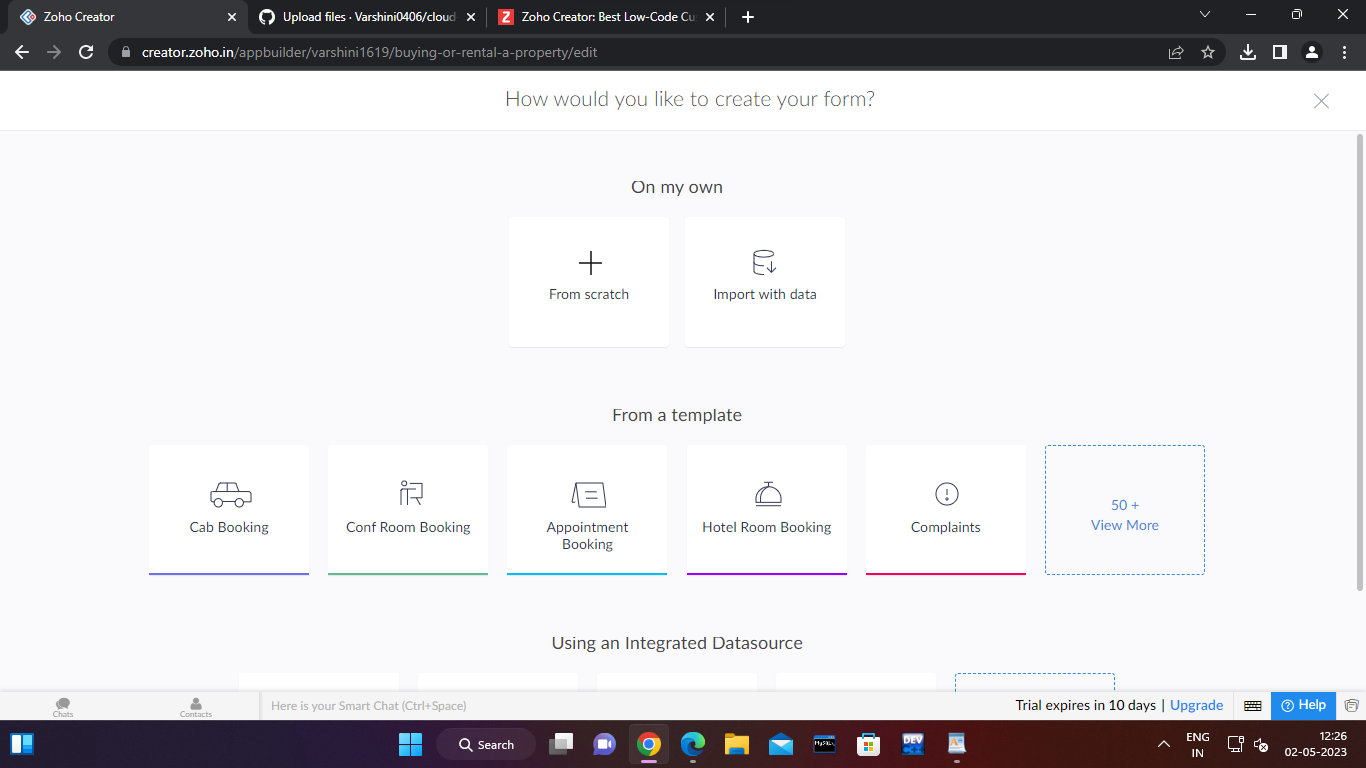 Zoho Creator
Upload files · Varshini0406/cloud
Z Zoho Creator: Best Low-Code Cu
creator.zoho.in/appbuilder/varshini1619/buying-or-rental-a-property/edit
How would you like to create your form?
On my own
From scratch
Import with data
From a template
Cab Booking
Conf Room Booking
Appointment
Booking
Hotel Room Booking
Complaints
50 +
View More
Using an Integrated Datasource
Chats
Contacts
Here is your Smart Chat (Ctrl+Space)
Trial expires in 10 days | Upgrade
Help
Search
MySQL
DEV
C++
ENG
IN
12:26
02-05-2023